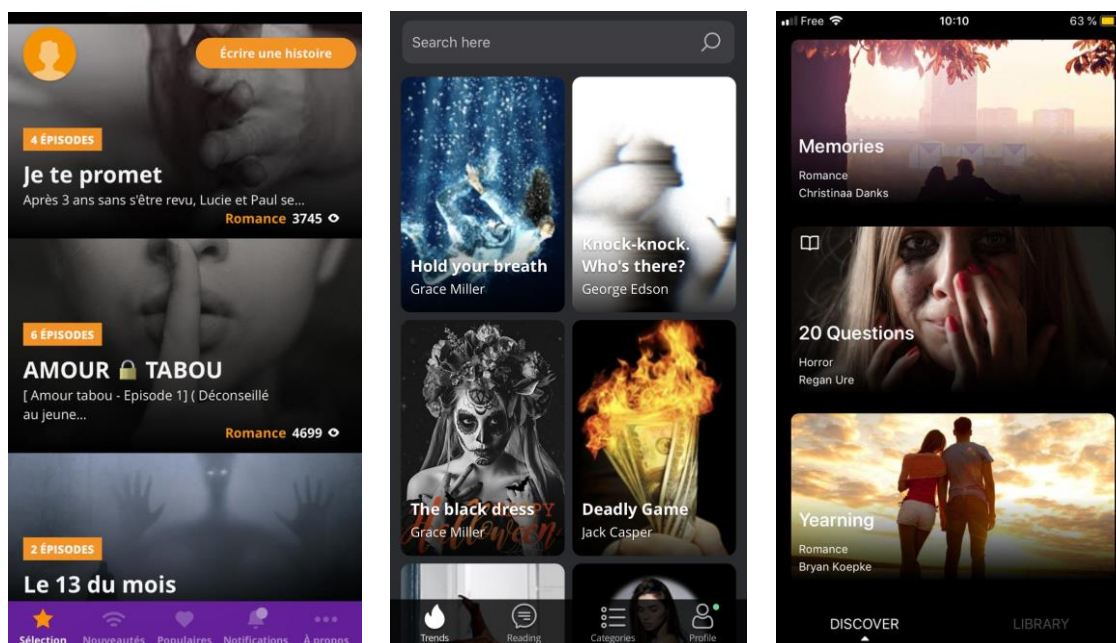 Écrire une histoire
4 ÉPISODES
Je te promet
Après 3 ans sans s'être revu, Lucie et Paul se...
Romance 3745
6 ÉPISODES
AMOUR 🔒 TABOU
[ Amour tabou - Episode 1] ( Déconseillé
au jeune...
Romance 4699
2 ÉPISODES
Le 13 du mois
Sélection Nouveautés Populaires Notifications À propos
Search here
Hold your breath
Grace Miller
Knock-knock.
Who's there?
George Edson
The black dress
Grace Miller
HAPPY
Halloween
Deadly Game
Jack Casper
Trends Reading Categories Profile
Free 10:10 63 %
Memories
Romance
Christinaa Danks
20 Questions
Horror
Regan Ure
Yearning
Romance
Bryan Koepke
DISCOVER LIBRARY